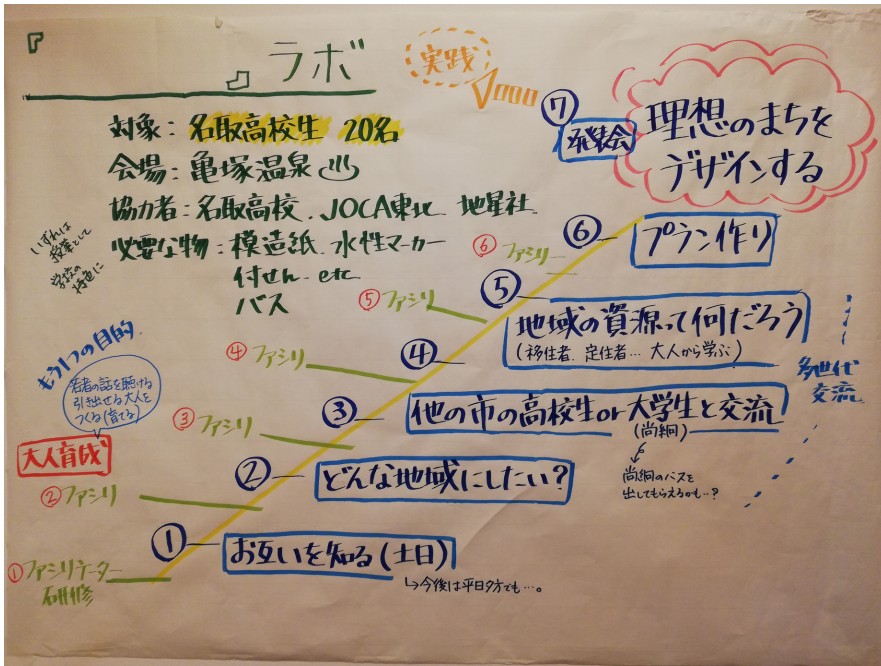 『　　　』ラボ
実践
対象：名取高校生 20名
会場：亀塚温泉♨
協力者：名取高校、JOCA東北、地星社
必要な物：模造紙、水性マーカー
付せん、etc
バス
いずれは
授業として
学校の
特色に
⑦ 発表会
理想のまちを
デザインする
⑥ プラン作り
⑥ファシリ
⑤ 地域の資源って何だろう
(移住者、定住者…大人から学ぶ)
⑤ファシリ
④ 他の市の高校生or大学生と交流
(尚絅)
尚絅のバスを
出してもらえるかも…?
④ファシリ
多世代
交流
③ どんな地域にしたい?
③ファシリ
②
②ファシリ
① お互いを知る(土日)
↳今後は平日夕方でも…。
①ファシリテーター
研修
もう1つの目的
若者の話を聴ける
引き出せる大人を
つくる(育てる)
大人育成